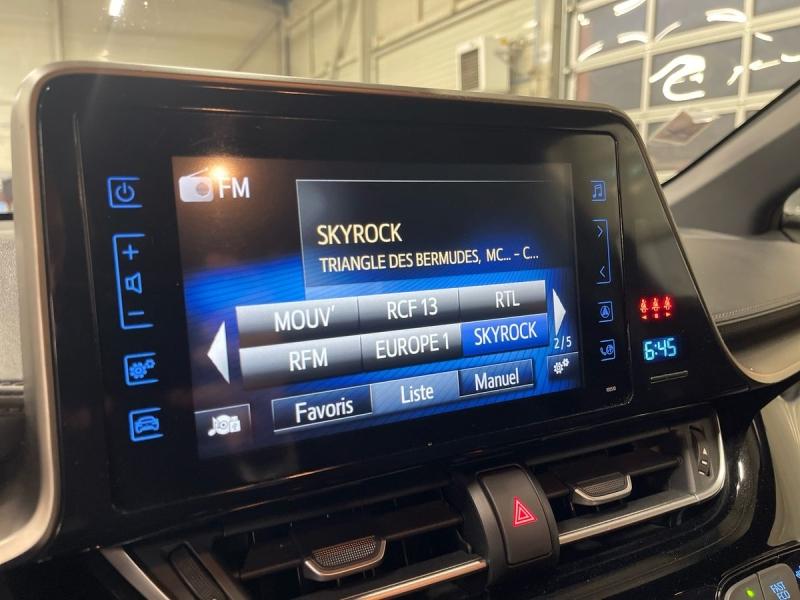 FM
SKYROCK
TRIANGLE DES BERMUDES, MC... - C...
MOUV' RCF 13 RTL
RFM EUROPE 1 SKYROCK
2/5
Favoris Liste Manuel
6:45
FAST